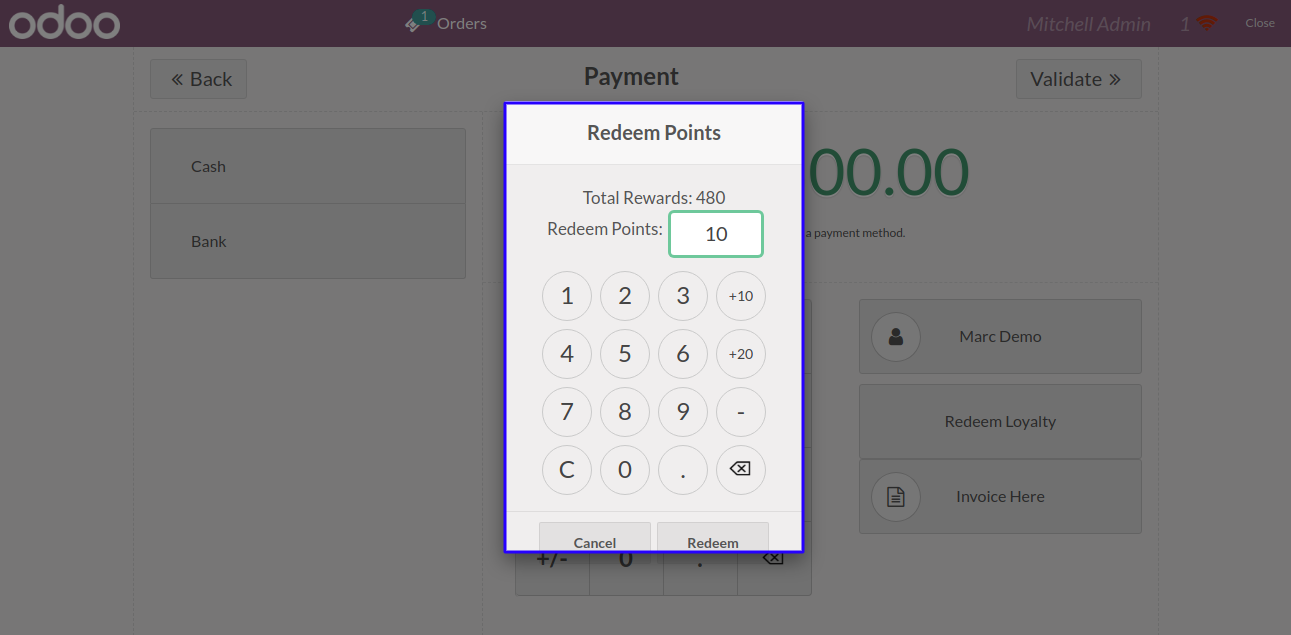 odoo
1
Orders
Mitchell Admin
1
Close
« Back
Payment
Validate »
Redeem Points
Cash
Bank
00.00
a payment method.
Total Rewards: 480
Redeem Points: 10
1 2 3 +10
4 5 6 +20
7 8 9 -
C 0 .
Cancel Redeem
+/- 0 .
Marc Demo
Redeem Loyalty
Invoice Here